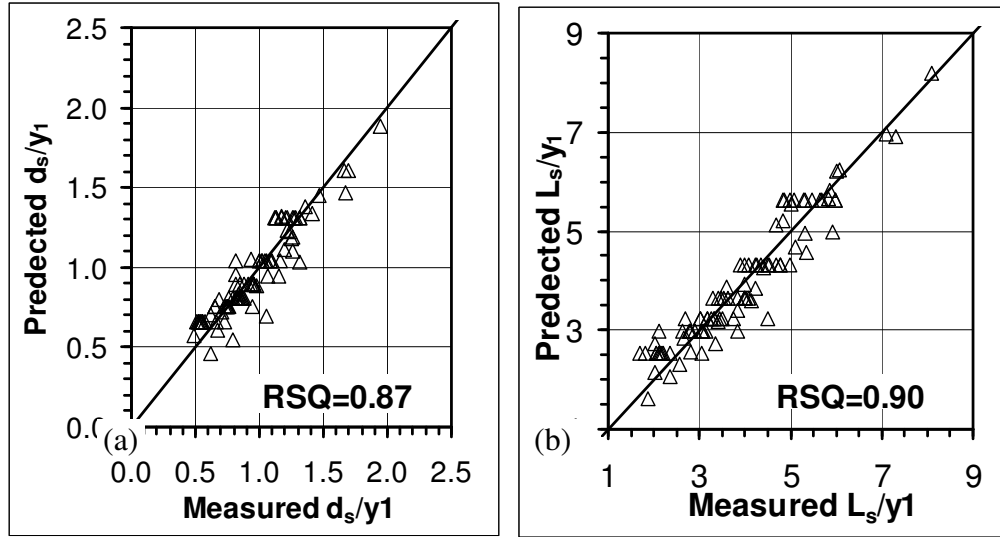 2.5
2.0
1.5
1.0
0.5
0.0
Predected ds/y1
RSQ=0.87
(a)
0.0 0.5 1.0 1.5 2.0 2.5
Measured ds/y1
9
7
5
3
Predected Ls/y1
RSQ=0.90
(b)
1 3 5 7 9
Measured Ls/y1